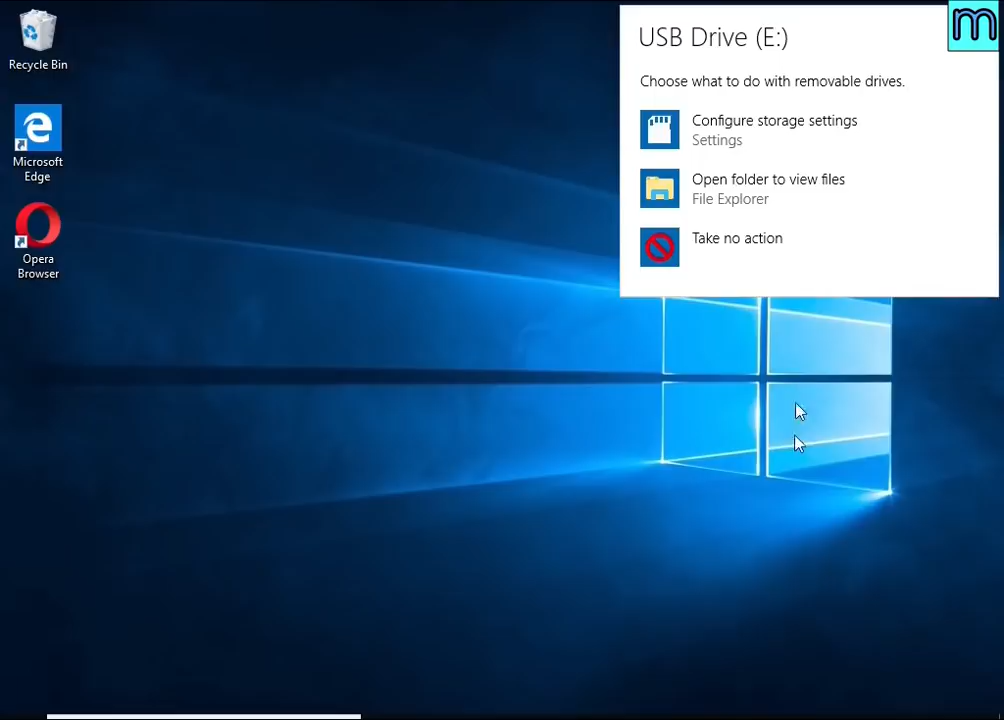 Recycle Bin
Microsoft
Edge
Opera
Browser
USB Drive (E:)
Choose what to do with removable drives.
Configure storage settings
Settings
Open folder to view files
File Explorer
Take no action
m